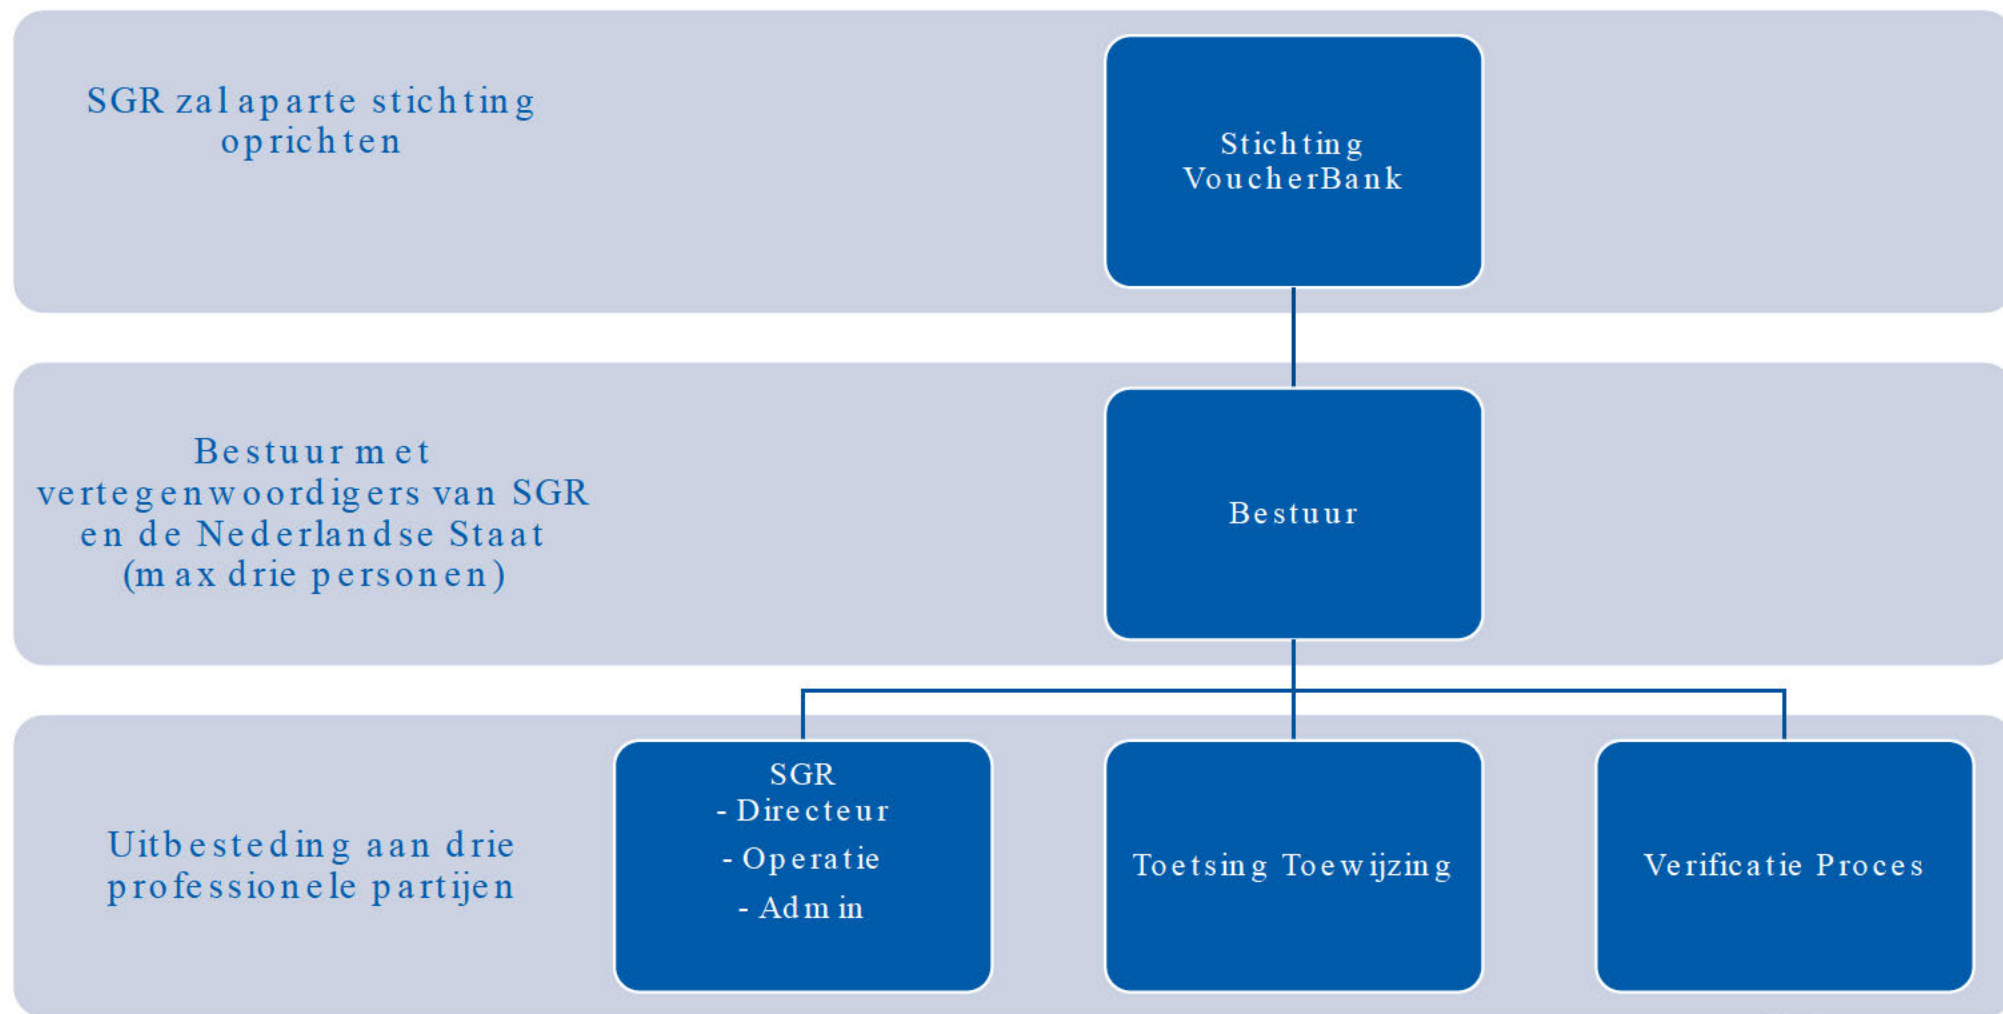 SGR zal aparte stichting
oprichten
Stichting
VoucherBank
Bestuur met
vertegenwoordigers van SGR
en de Nederlandse Staat
(max drie personen)
Bestuur
Uitbesteding aan drie
professionele partijen
SGR
- Directeur
- Operatie
- Admin
Toetsing Toewijzing
Verificatie Proces